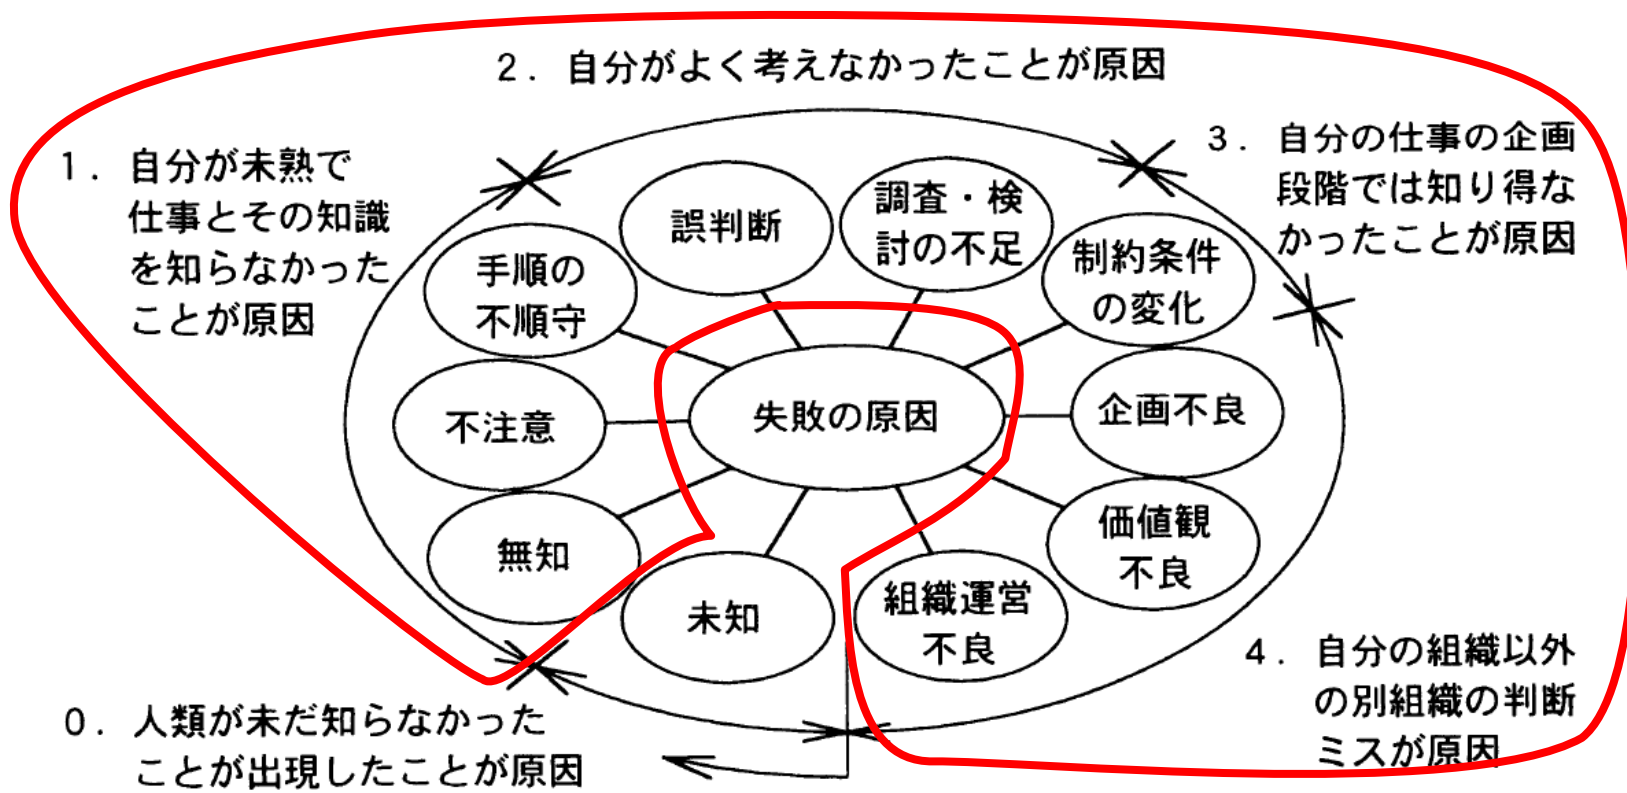 2. 自分がよく考えなかったことが原因
1. 自分が未熟で
仕事とその知識
を知らなかった
ことが原因
3. 自分の仕事の企画
段階では知り得な
かったことが原因
誤判断
調査・検
討の不足
手順の
不順守
制約条件
の変化
不注意
失敗の原因
企画不良
無知
価値観
不良
未知
組織運営
不良
4. 自分の組織以外
の別組織の判断
ミスが原因
0. 人類が未だ知らなかった
ことが出現したことが原因